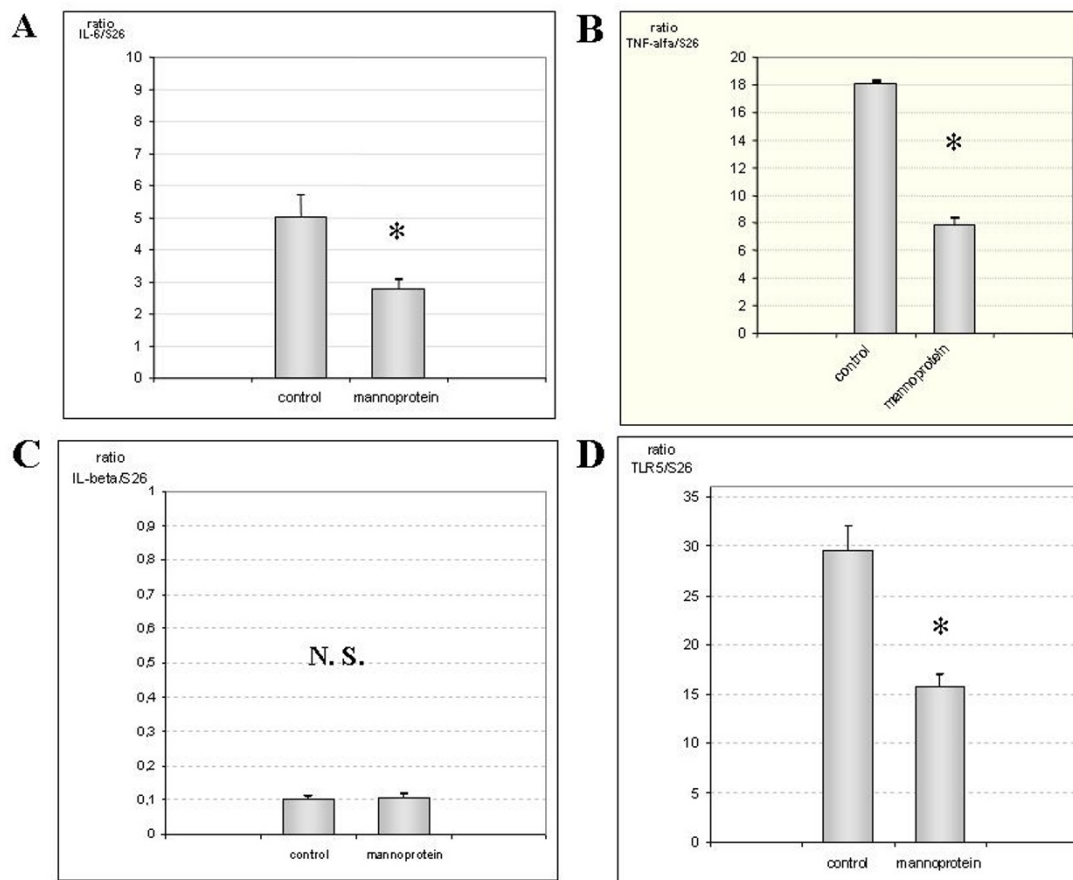 A
ratio
IL-6/S26
10
9
8
7
6
5
4
3
2
1
0
*
control mannoprotein
B
ratio
TNF-alfa/S26
18
18
16
14
12
10
8
6
4
2
0
*
control
mannoprotein
C
ratio
IL-beta/S26
1
0,9
0,8
0,7
0,6
0,5
0,4
0,3
0,2
0,1
0
N. S.
control mannoprotein
D
ratio
TLR5/S26
35
30
25
20
15
10
5
0
*
control mannoprotein